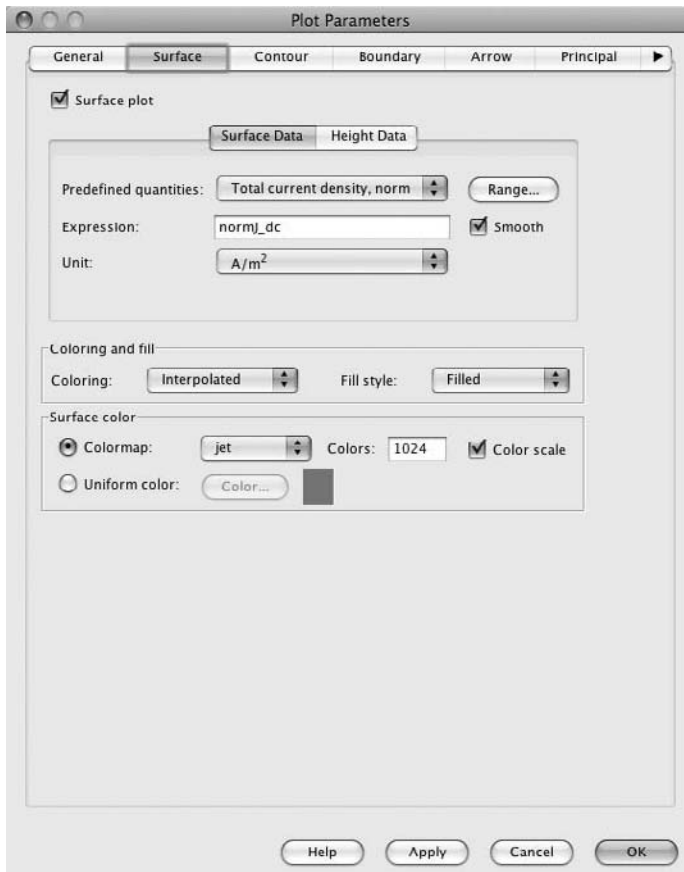 Plot Parameters
General Surface Contour Boundary Arrow Principal
Surface plot
Surface Data Height Data
Predefined quantities: Total current density, norm Range...
Expression: normJ_dc Smooth
Unit: A/m²
Coloring and fill
Coloring: Interpolated Fill style: Filled
Surface color
Colormap: jet Colors: 1024 Color scale
Uniform color: Color...
Help Apply Cancel OK